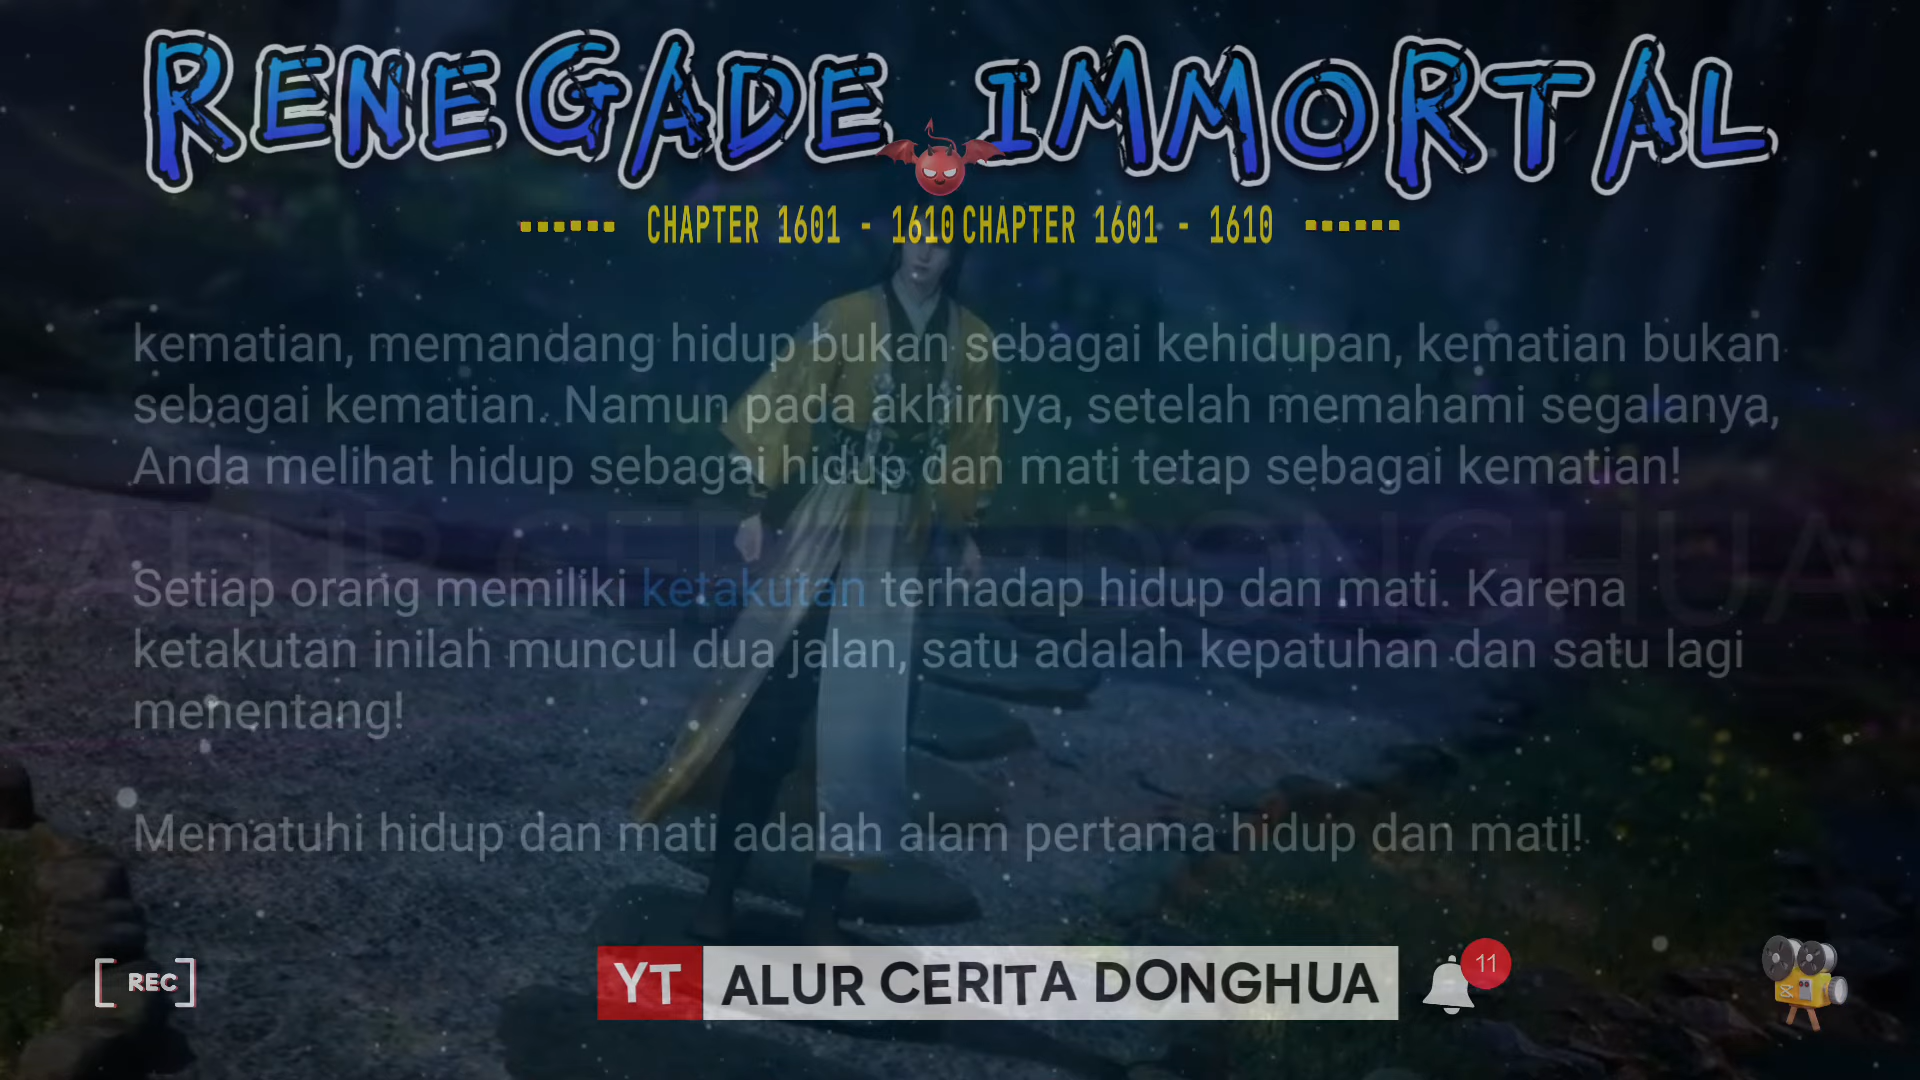 RENEGADE IMMORTAL
CHAPTER 1601 - 1610 CHAPTER 1601 - 1610
kematian, memandang hidup bukan sebagai kehidupan, kematian bukan
sebagai kematian. Namun pada akhirnya, setelah memahami segalanya,
Anda melihat hidup sebagai hidup dan mati tetap sebagai kematian!
ALUR CERITA DONGHUA
Setiap orang memiliki ketakutan terhadap hidup dan mati. Karena
ketakutan inilah muncul dua jalan, satu adalah kepatuhan dan satu lagi
menentang!
Mematuhi hidup dan mati adalah alam pertama hidup dan mati!
[REC]
YT ALUR CERITA DONGHUA
11